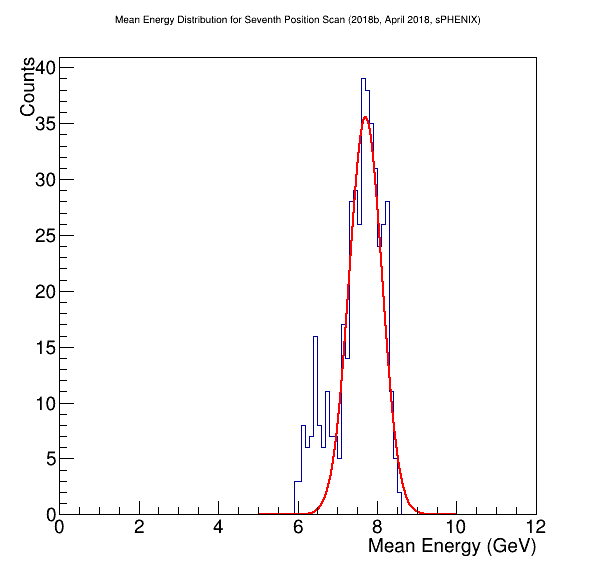 Mean Energy Distribution for Seventh Position Scan (2018b, April 2018, sPHENIX)
Counts
40
35
30
25
20
15
10
5
0
0 2 4 6 8 10 12
Mean Energy (GeV)